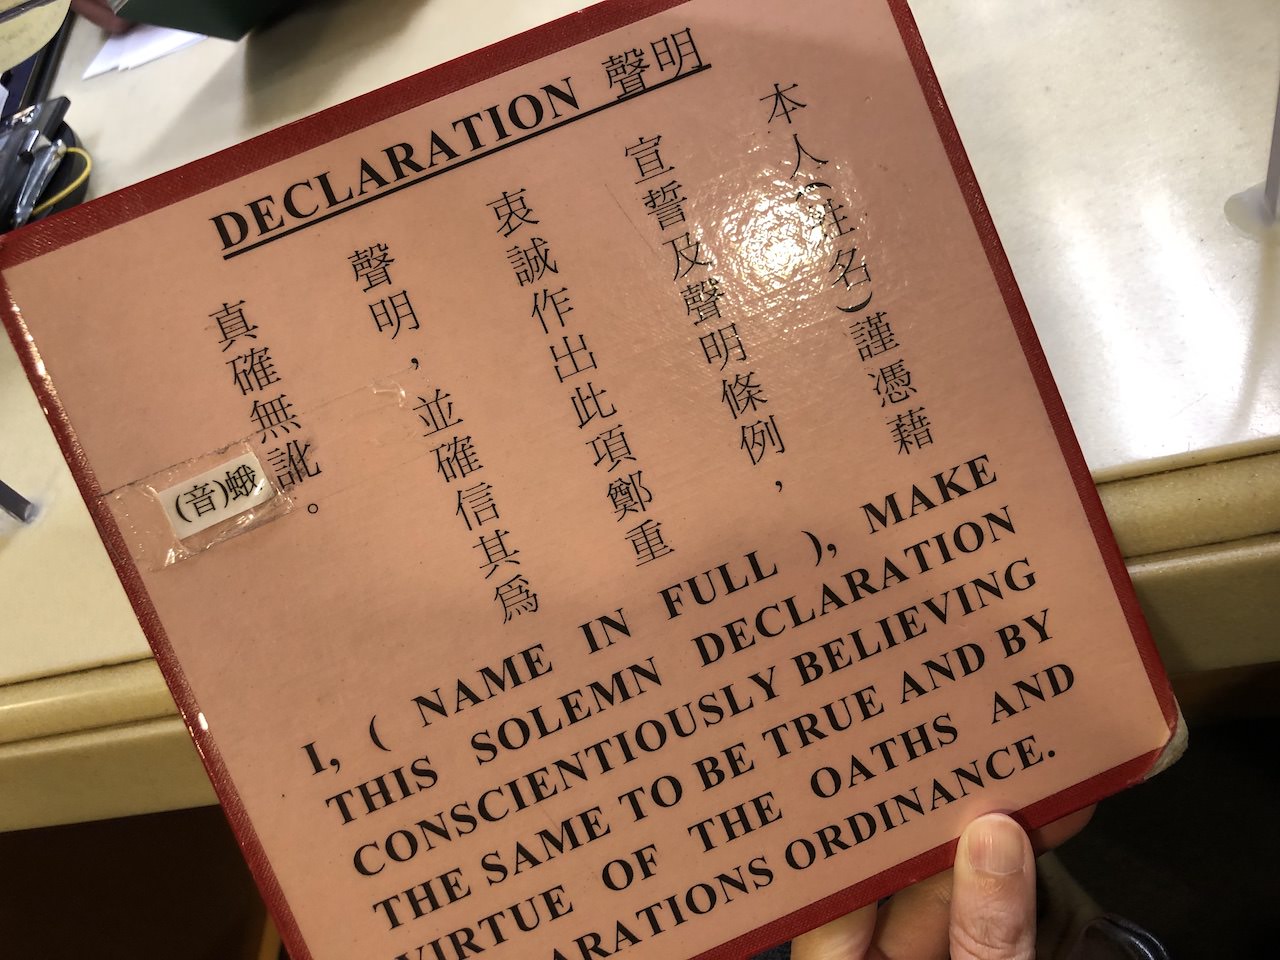 DECLARATION 聲明
本人(姓名)謹憑藉
宣誓及聲明條例，
衷誠作出此項鄭重
聲明，並確信其爲
真確無訛。
(音)蛾
I, ( NAME IN FULL ), MAKE
THIS SOLEMN DECLARATION
CONSCIENTIOUSLY BELIEVING
THE SAME TO BE TRUE AND BY
VIRTUE OF THE OATHS AND
ARATIONS ORDINANCE.